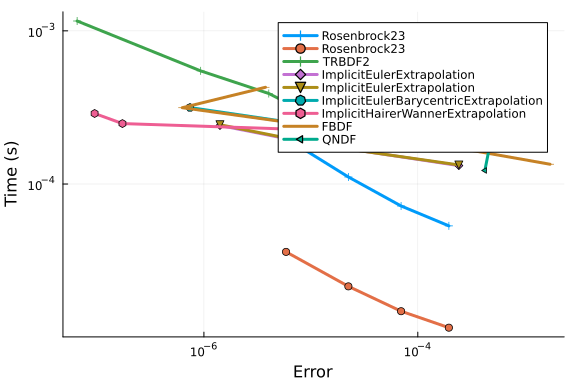 10⁻³
Rosenbrock23
Rosenbrock23
TRBDF2
ImplicitEulerExtrapolation
ImplicitEulerExtrapolation
ImplicitEulerBarycentricExtrapolation
ImplicitHairerWannerExtrapolation
FBDF
QNDF
Time (s)
10⁻⁴
10⁻⁶
10⁻⁴
Error